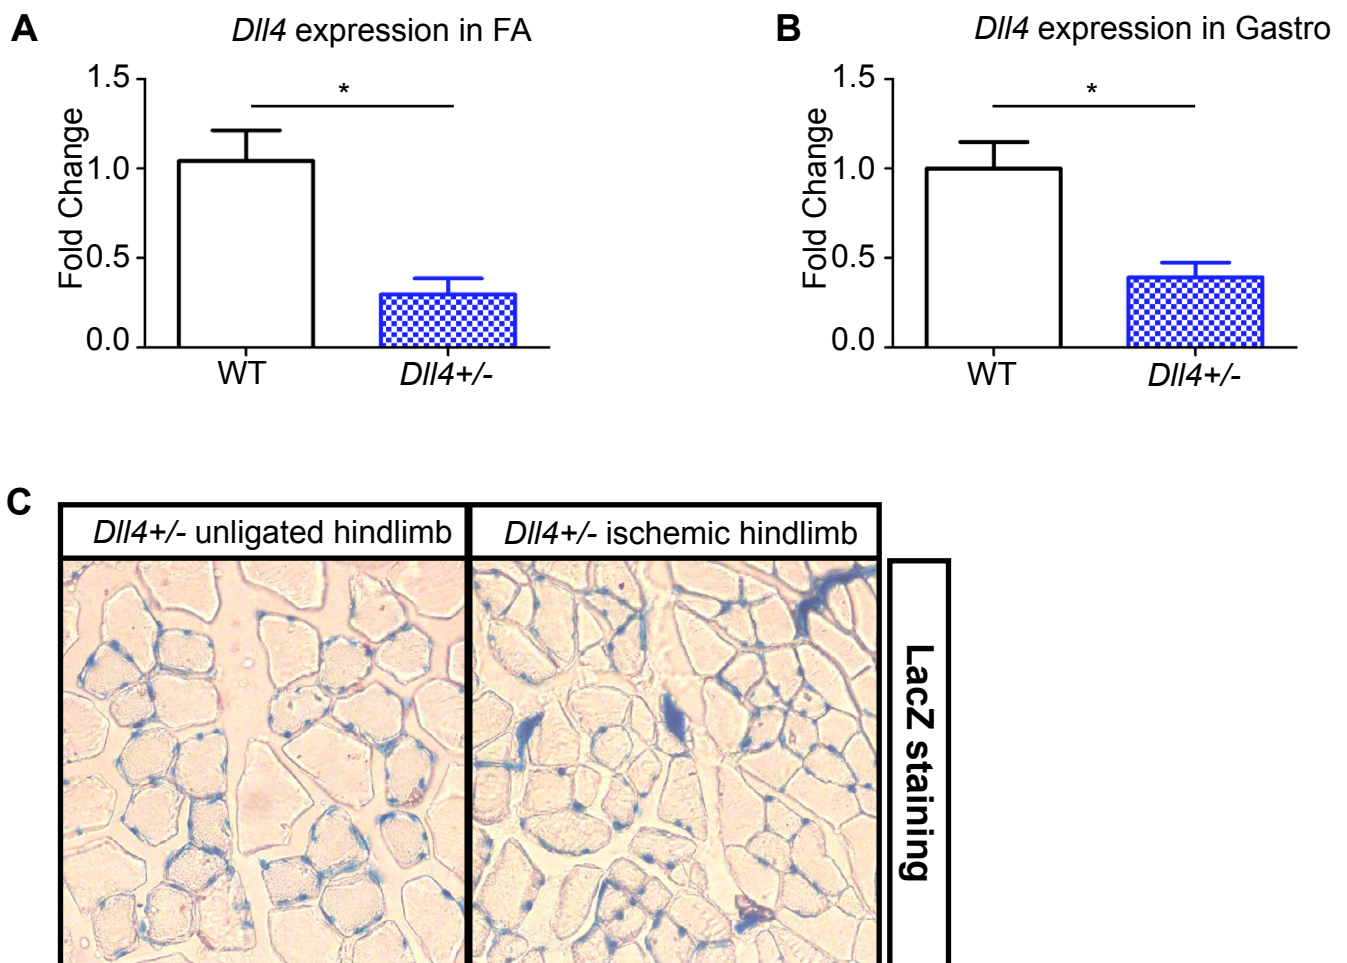 A
Dll4 expression in FA
Fold Change
1.5
1.0
0.5
0.0
*
WT
Dll4+/-
B
Dll4 expression in Gastro
Fold Change
1.5
1.0
0.5
0.0
*
WT
Dll4+/-
C
Dll4+/- unligated hindlimb
Dll4+/- ischemic hindlimb
LacZ staining